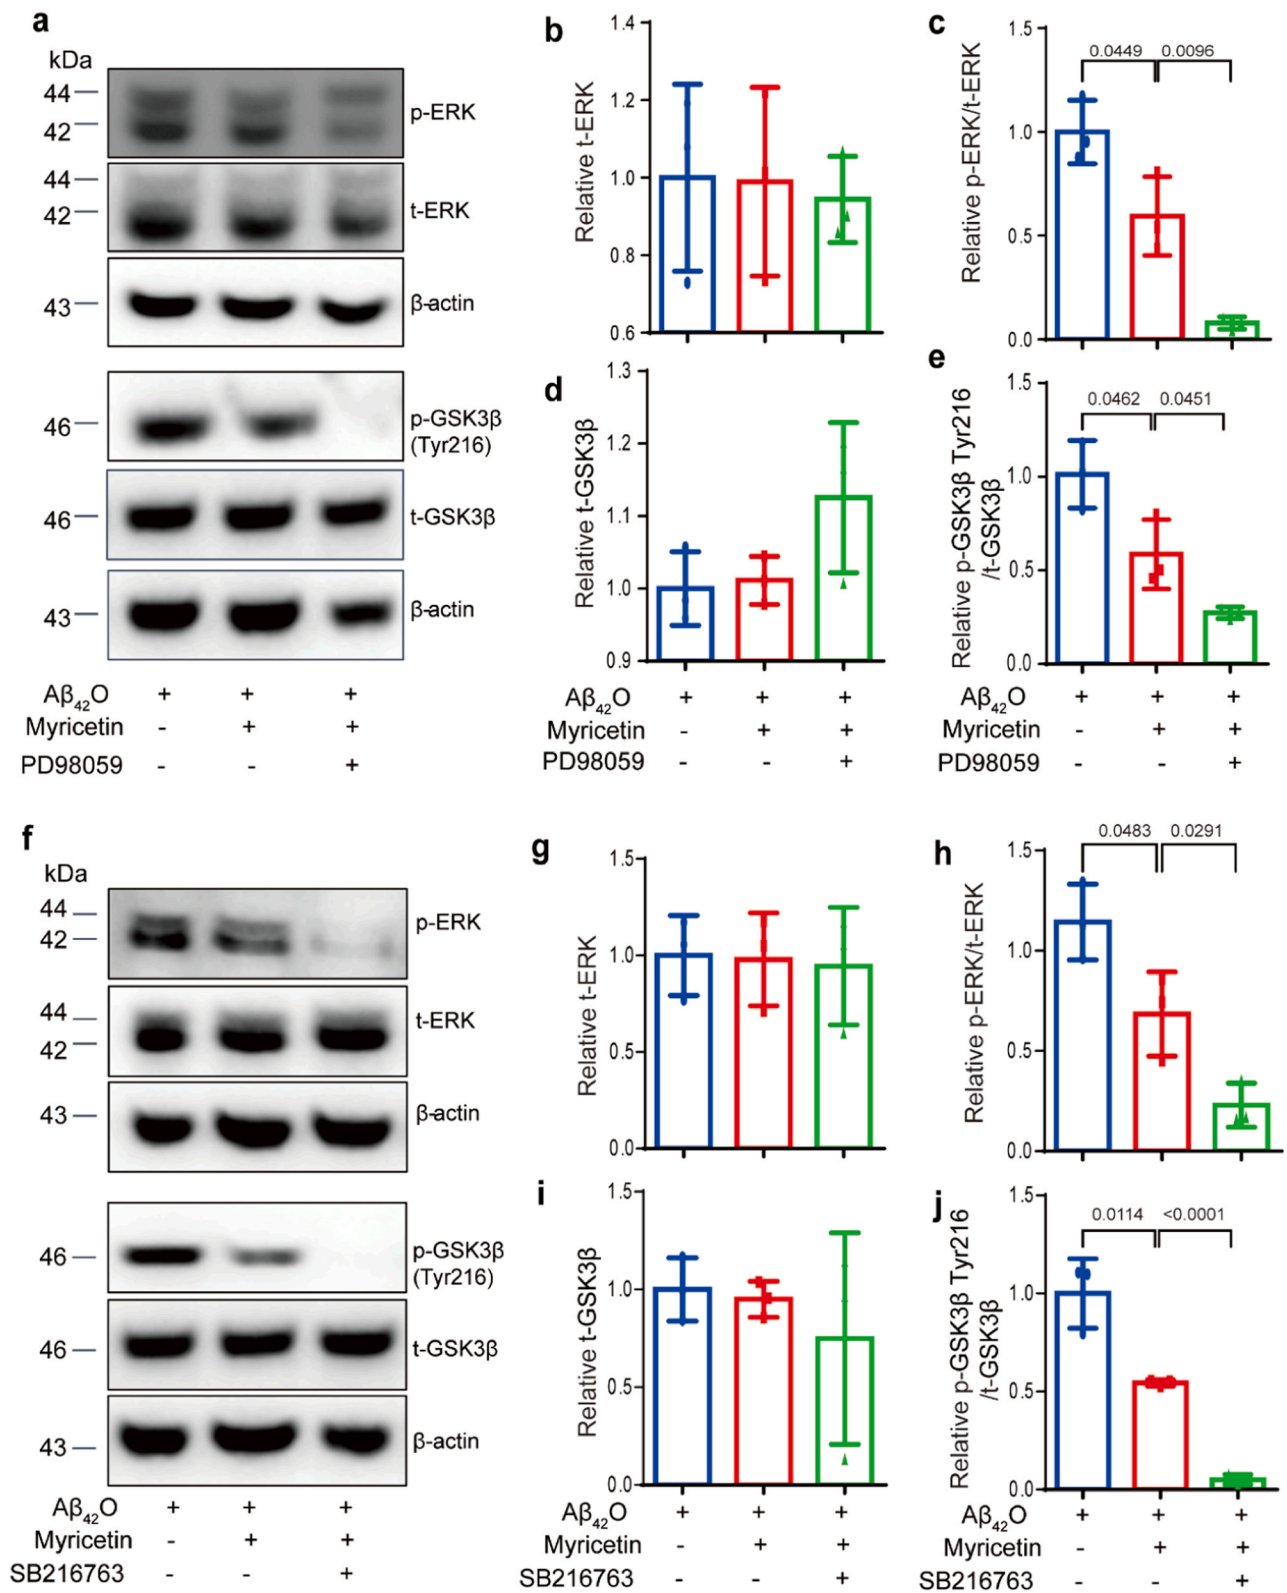 a
kDa
44
42
p-ERK
44
42
t-ERK
43
β-actin
46
p-GSK3β
(Tyr216)
46
t-GSK3β
43
β-actin
Aβ42O + + +
Myricetin - + +
PD98059 - - +
b
Relative t-ERK
1.4
1.2
1.0
0.8
0.6
c
Relative p-ERK/t-ERK
1.5
1.0
0.5
0.0
0.0449 0.0096
d
Relative t-GSK3β
1.3
1.2
1.1
1.0
0.9
Aβ42O + + +
Myricetin - + +
PD98059 - - +
e
Relative p-GSK3β Tyr216
/t-GSK3β
1.5
1.0
0.5
0.0
0.0462 0.0451
Aβ42O + + +
Myricetin - + +
PD98059 - - +
f
kDa
44
42
p-ERK
44
42
t-ERK
43
β-actin
46
p-GSK3β
(Tyr216)
46
t-GSK3β
43
β-actin
Aβ42O + + +
Myricetin - + +
SB216763 - - +
g
Relative t-ERK
1.5
1.0
0.5
0.0
h
Relative p-ERK/t-ERK
1.5
1.0
0.5
0.0
0.0483 0.0291
i
Relative t-GSK3β
1.5
1.0
0.5
0.0
Aβ42O + + +
Myricetin - + +
SB216763 - - +
j
Relative p-GSK3β Tyr216
/t-GSK3β
1.5
1.0
0.5
0.0
0.0114 <0.0001
Aβ42O + + +
Myricetin - + +
SB216763 - - +